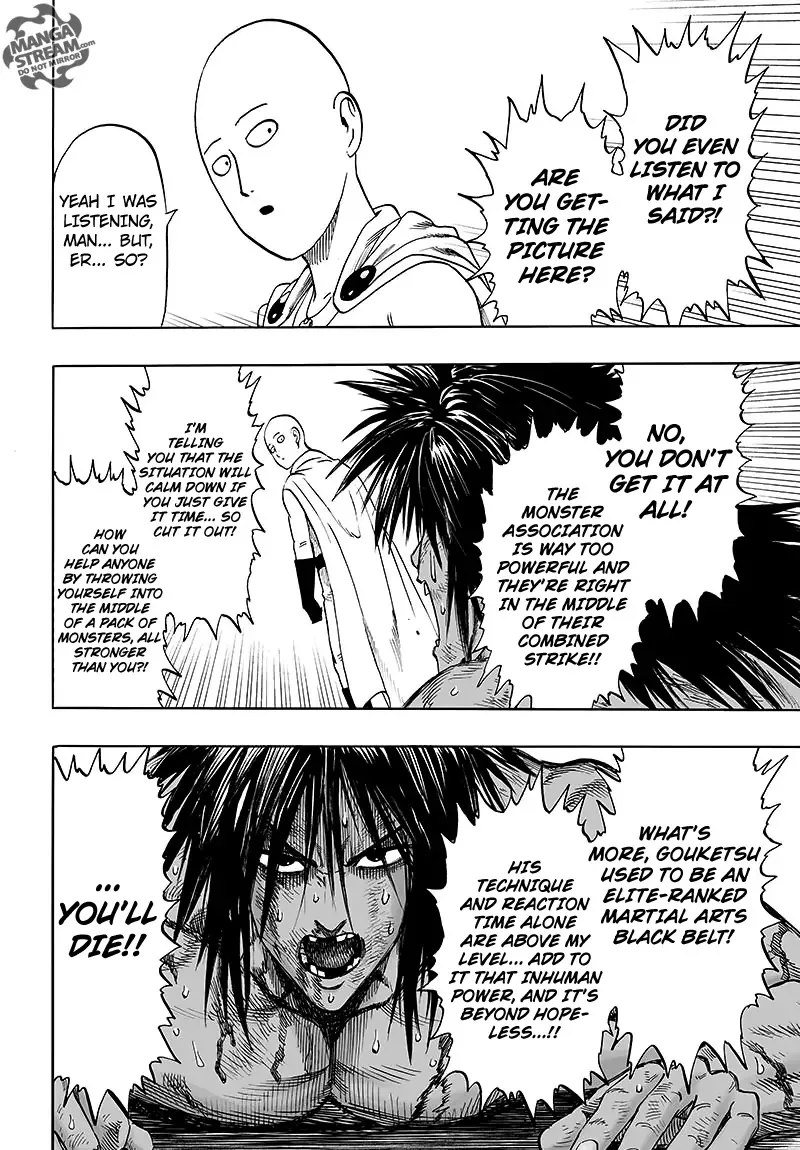 MANGA
STREAM.com
DO NOT MIRROR
DID
YOU EVEN
LISTEN TO
WHAT I
SAID?!
ARE
YOU GET-
TING THE
PICTURE
HERE?
YEAH I WAS
LISTENING,
MAN... BUT,
ER... SO?
NO,
YOU DON'T
GET IT AT
ALL!
THE
MONSTER
ASSOCIATION
IS WAY TOO
POWERFUL AND
THEY'RE RIGHT
IN THE MIDDLE
OF THEIR
COMBINED
STRIKE!!
I'M
TELLING
YOU THAT THE
SITUATION WILL
CALM DOWN IF
YOU JUST GIVE
IT TIME... SO
CUT IT OUT!
HOW
CAN YOU
HELP ANYONE
BY THROWING
YOURSELF INTO
THE MIDDLE
OF A PACK OF
MONSTERS, ALL
STRONGER
THAN YOU?!
WHAT'S
MORE, GOUKETSU
USED TO BE AN
ELITE-RANKED
MARTIAL ARTS
BLACK BELT!
HIS
TECHNIQUE
AND REACTION
TIME ALONE
ARE ABOVE MY
LEVEL... ADD TO
IT THAT INHUMAN
POWER, AND IT'S
BEYOND HOPE-
LESS...!!
...
YOU'LL
DIE!!